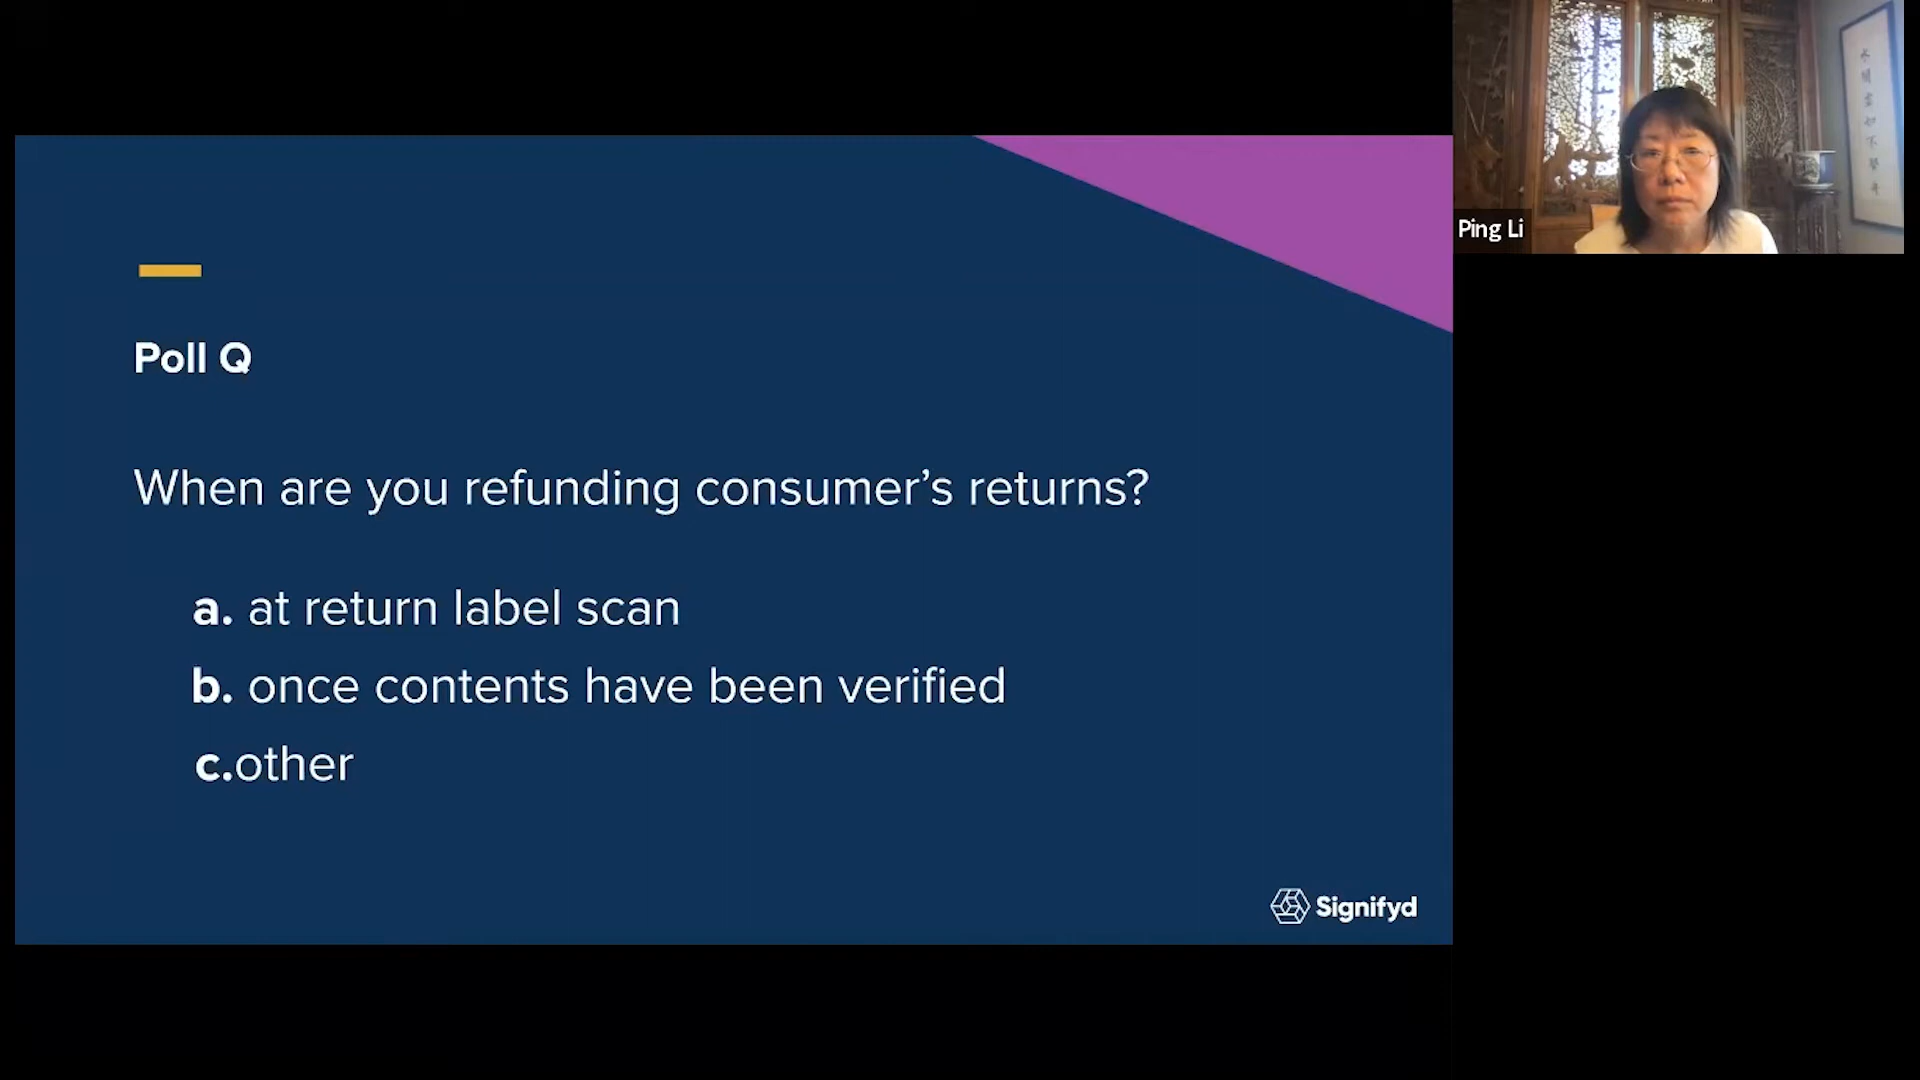 Poll Q
When are you refunding consumer’s returns?
a. at return label scan
b. once contents have been verified
c.other
Signifyd
Ping Li